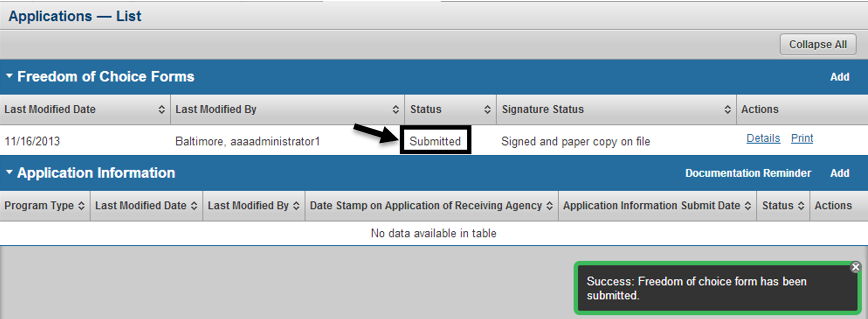 Applications — List
Collapse All
Freedom of Choice Forms Add
Last Modified Date Last Modified By Status Signature Status Actions
11/16/2013 Baltimore, aaaadministrator1 Submitted Signed and paper copy on file Details Print
Application Information Documentation Reminder Add
Program Type Last Modified Date Last Modified By Date Stamp on Application of Receiving Agency Application Information Submit Date Status Actions
No data available in table
Success: Freedom of choice form has been
submitted.